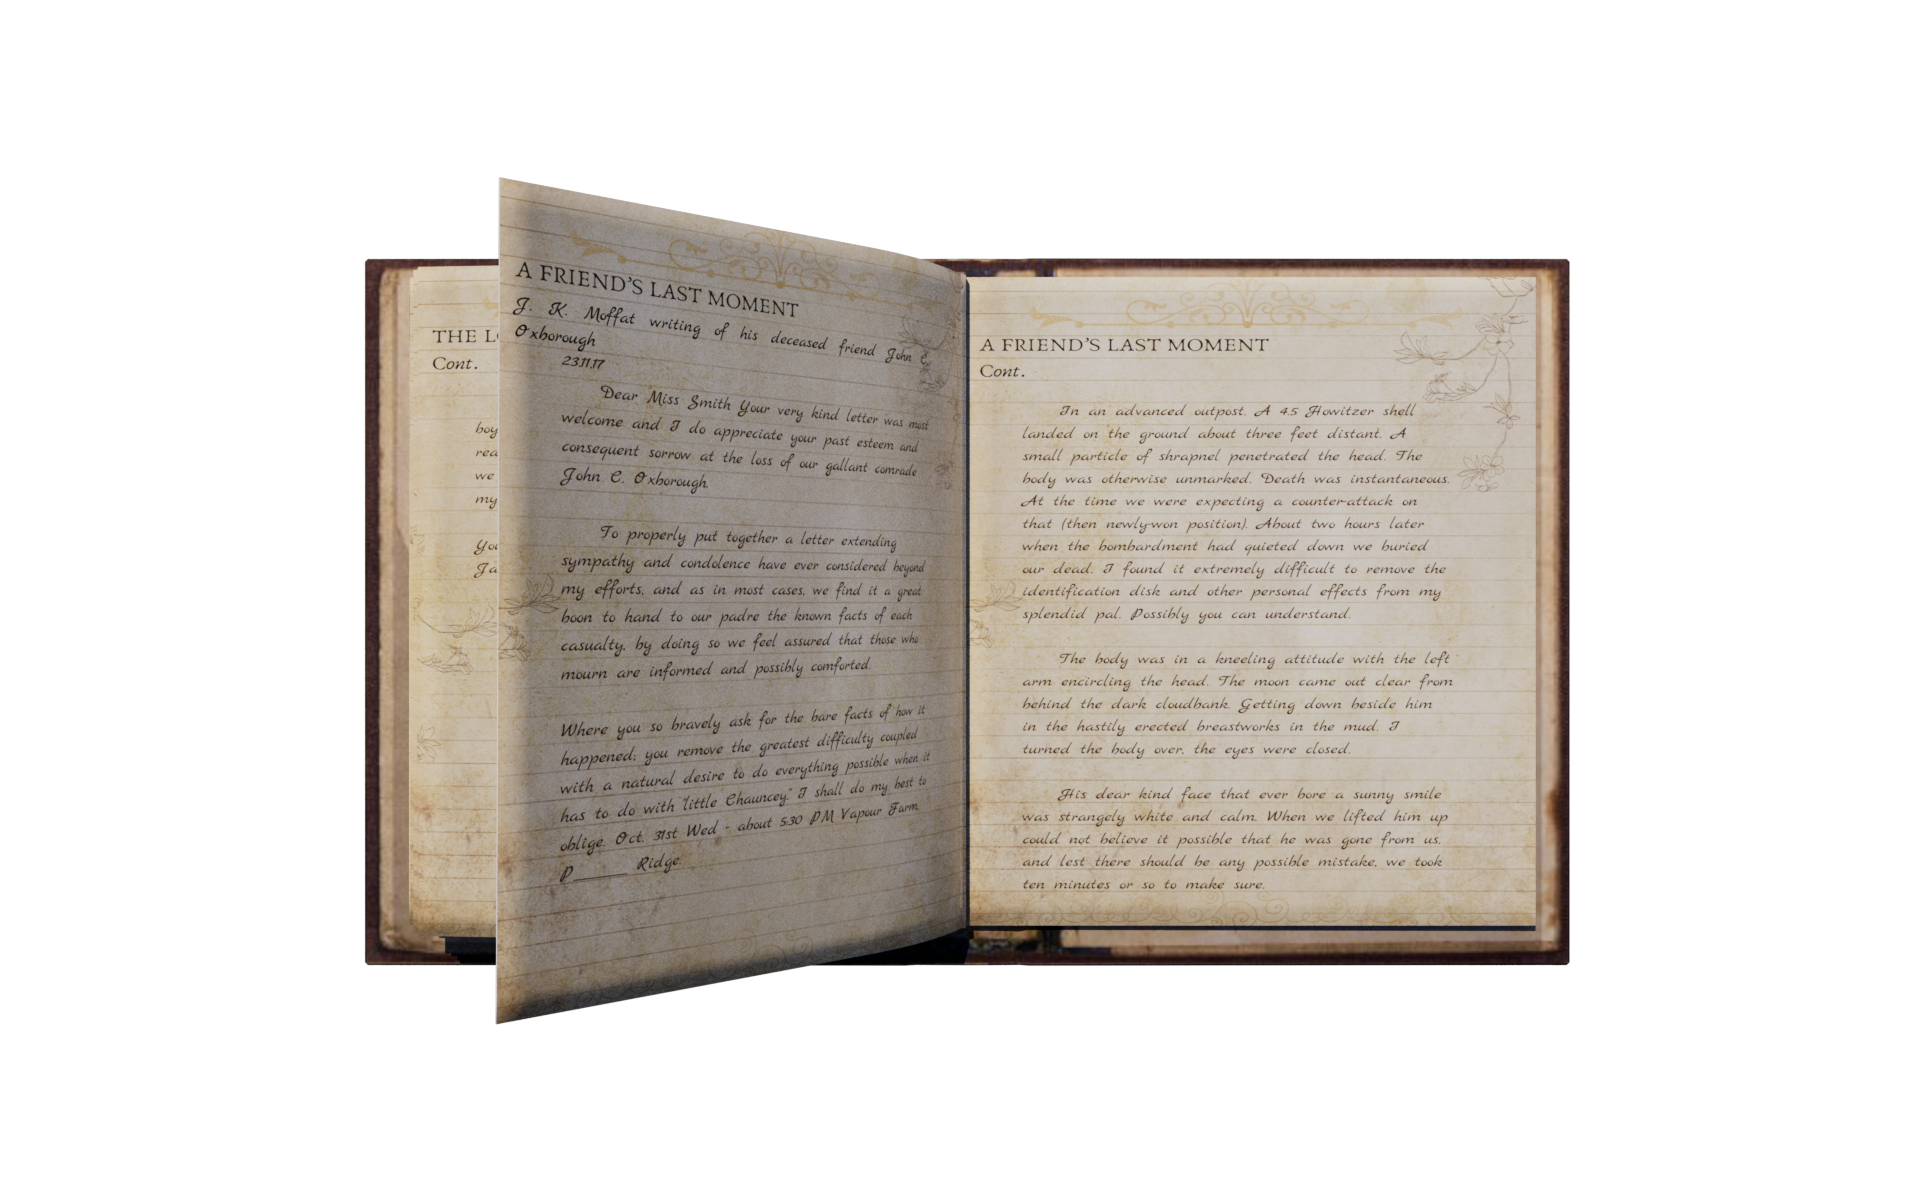 THE L
Cont.
boy
rea
we
my
You
Ja
A FRIEND'S LAST MOMENT
J. K. Moffat writing of his deceased friend John C.
Oxborough
23.11.17
Dear Miss Smith Your very kind letter was most
welcome and I do appreciate your past esteem and
consequent sorrow at the loss of our gallant comrade
John C. Oxborough.
To properly put together a letter extending
sympathy and condolence have ever considered beyond
my efforts, and as in most cases, we find it a great
boon to hand to our padre the known facts of each
casualty, by doing so we feel assured that those who
mourn are informed and possibly comforted.
Where you so bravely ask for the bare facts of how it
happened; you remove the greatest difficulty coupled
with a natural desire to do everything possible when it
has to do with "little Chauncey." I shall do my best to
oblige. Oct. 31st Wed - about 5:30 PM Vapour Farm.
P______ Ridge.
A FRIEND'S LAST MOMENT
Cont.
In an advanced outpost. A 4.5 Howitzer shell
landed on the ground about three feet distant. A
small particle of shrapnel penetrated the head. The
body was otherwise unmarked. Death was instantaneous.
At the time we were expecting a counter-attack on
that (then newly-won position). About two hours later
when the bombardment had quieted down we buried
our dead. I found it extremely difficult to remove the
identification disk and other personal effects from my
splendid pal. Possibly you can understand.
The body was in a kneeling attitude with the left
arm encircling the head. The moon came out clear from
behind the dark cloudbank. Getting down beside him
in the hastily erected breastworks in the mud. I
turned the body over, the eyes were closed.
His dear kind face that ever bore a sunny smile
was strangely white and calm. When we lifted him up
could not believe it possible that he was gone from us,
and lest there should be any possible mistake, we took
ten minutes or so to make sure.